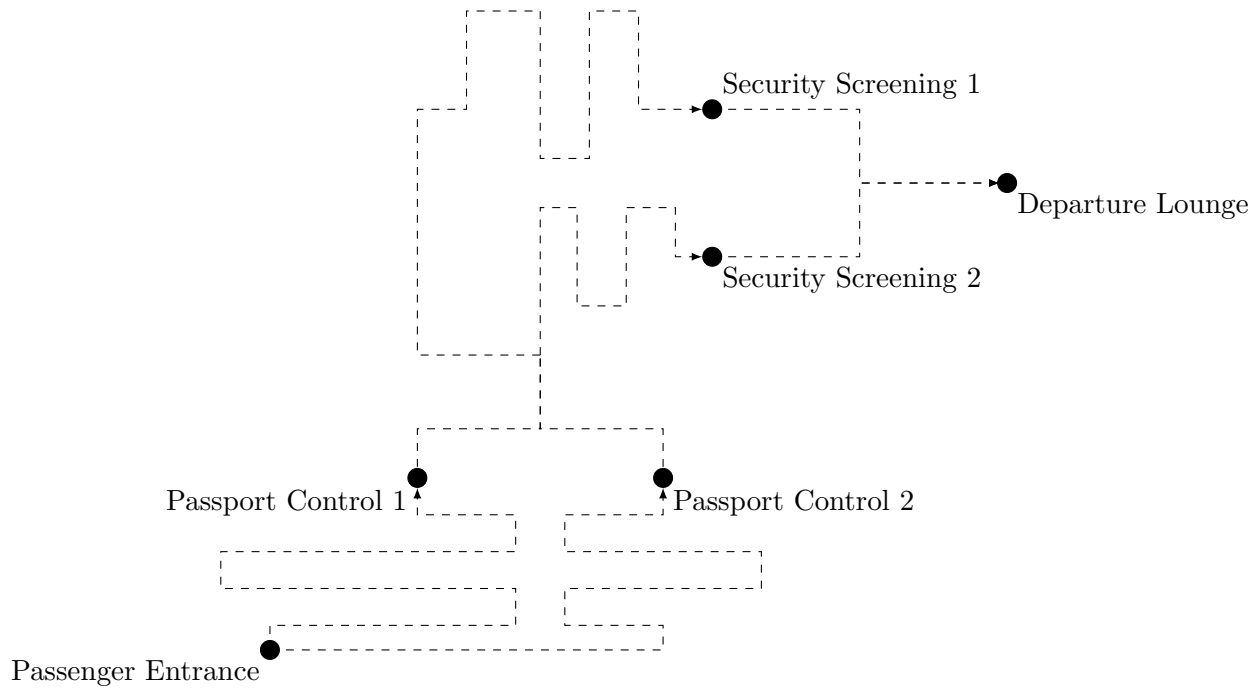 Security Screening 1
Departure Lounge
Security Screening 2
Passport Control 1
Passport Control 2
Passenger Entrance